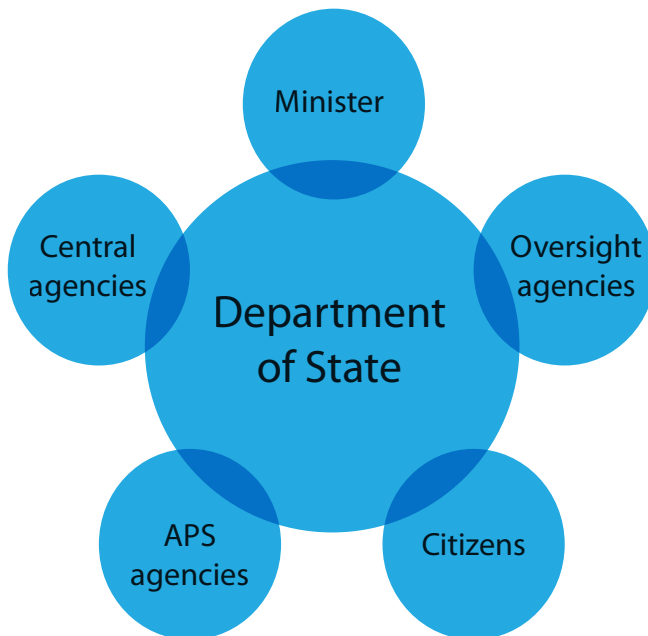 Minister
Central
agencies
Oversight
agencies
Department
of State
APS
agencies
Citizens